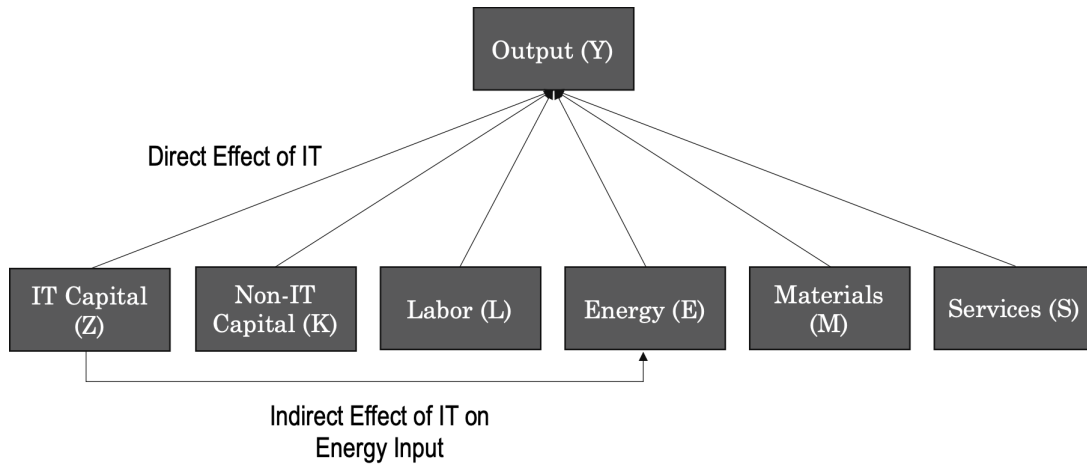 Output (Y)
Direct Effect of IT
IT Capital
(Z)
Non-IT
Capital (K)
Labor (L)
Energy (E)
Materials
(M)
Services (S)
Indirect Effect of IT on
Energy Input